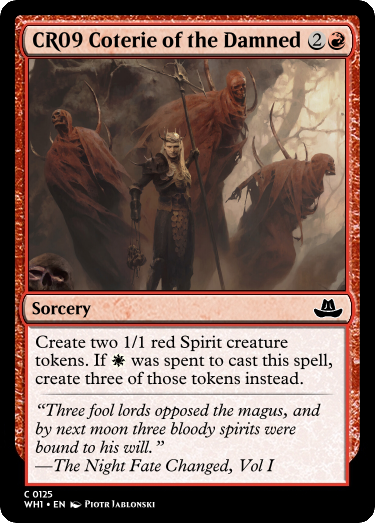 CR09 Coterie of the Damned 2
Sorcery
Create two 1/1 red Spirit creature
tokens. If was spent to cast this spell,
create three of those tokens instead.
“Three fool lords opposed the magus, and
by next moon three bloody spirits were
bound to his will.”
—The Night Fate Changed, Vol I
C 0125
WH1 • EN Piotr Jablonski